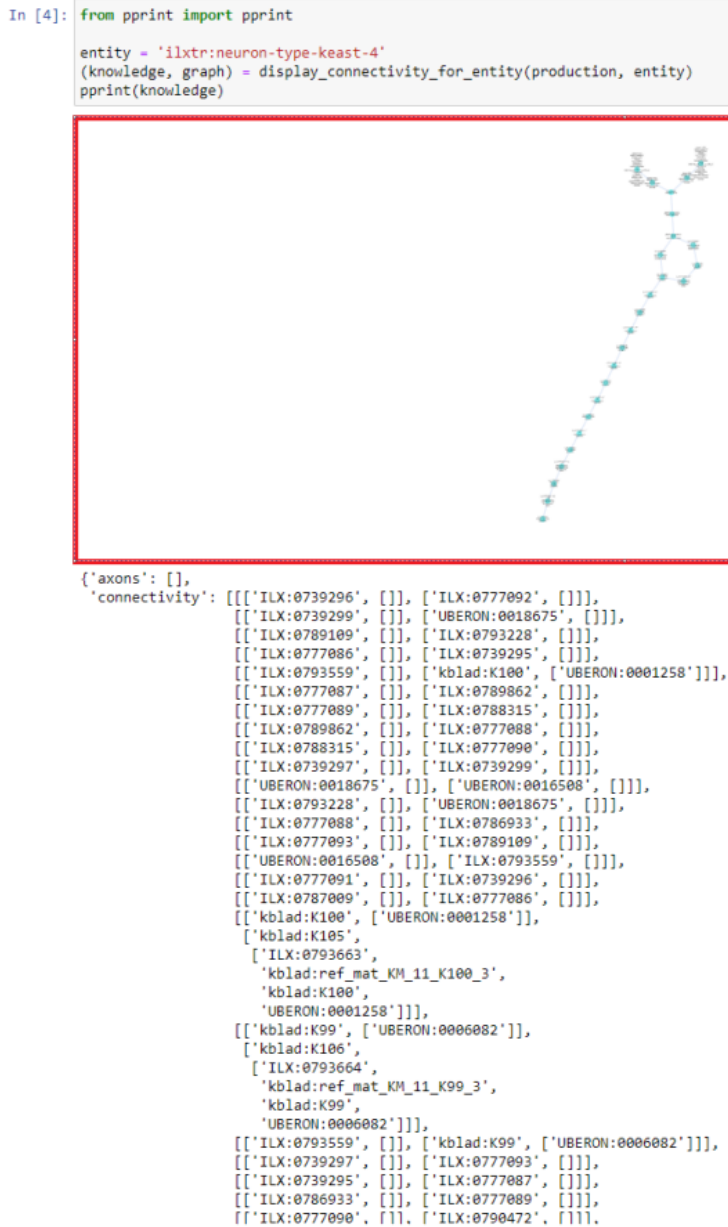 In [4]: from pprint import pprint
entity = 'ilxtr:neuron-type-keast-4'
(knowledge, graph) = display_connectivity_for_entity(production, entity)
pprint(knowledge)
{'axons': [],
'connectivity': [[['ILX:0739296', []], ['ILX:0777092', []]],
[['ILX:0739299', []], ['UBERON:0018675', []]],
[['ILX:0789109', []], ['ILX:0793228', []]],
[['ILX:0777086', []], ['ILX:0739295', []]],
[['ILX:0793559', []], ['kblad:K100', ['UBERON:0001258']]],
[['ILX:0777087', []], ['ILX:0789862', []]],
[['ILX:0777089', []], ['ILX:0788315', []]],
[['ILX:0789862', []], ['ILX:0777088', []]],
[['ILX:0788315', []], ['ILX:0777090', []]],
[['ILX:0739297', []], ['ILX:0739299', []]],
[['UBERON:0018675', []], ['UBERON:0016508', []]],
[['ILX:0793228', []], ['UBERON:0018675', []]],
[['ILX:0777088', []], ['ILX:0786933', []]],
[['ILX:0777093', []], ['ILX:0789109', []]],
[['UBERON:0016508', []], ['ILX:0793559', []]],
[['ILX:0777091', []], ['ILX:0739296', []]],
[['ILX:0787009', []], ['ILX:0777086', []]],
[['kblad:K100', ['UBERON:0001258']],
['kblad:K105',
['ILX:0793663',
'kblad:ref_mat_KM_11_K100_3',
'kblad:K100',
'UBERON:0001258']]],
[['kblad:K99', ['UBERON:0006082']],
['kblad:K106',
['ILX:0793664',
'kblad:ref_mat_KM_11_K99_3',
'kblad:K99',
'UBERON:0006082']]],
[['ILX:0793559', []], ['kblad:K99', ['UBERON:0006082']]],
[['ILX:0739297', []], ['ILX:0777093', []]],
[['ILX:0739295', []], ['ILX:0777087', []]],
[['ILX:0786933', []], ['ILX:0777089', []]],
[['ILX:0777090', []], ['ILX:0790472', []]],